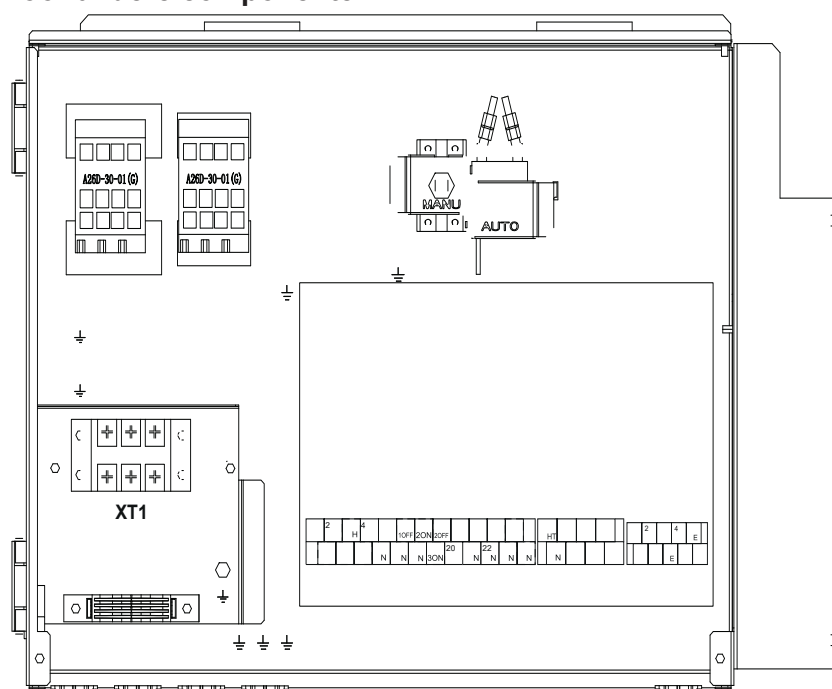 A26D-30-01(G) A26D-30-01(G)
MANU
AUTO
XT1
2 4
H 1OFF 2ON 2OFF
20 22
N N N 3ON N N N N
HT
N
2 4
E
E